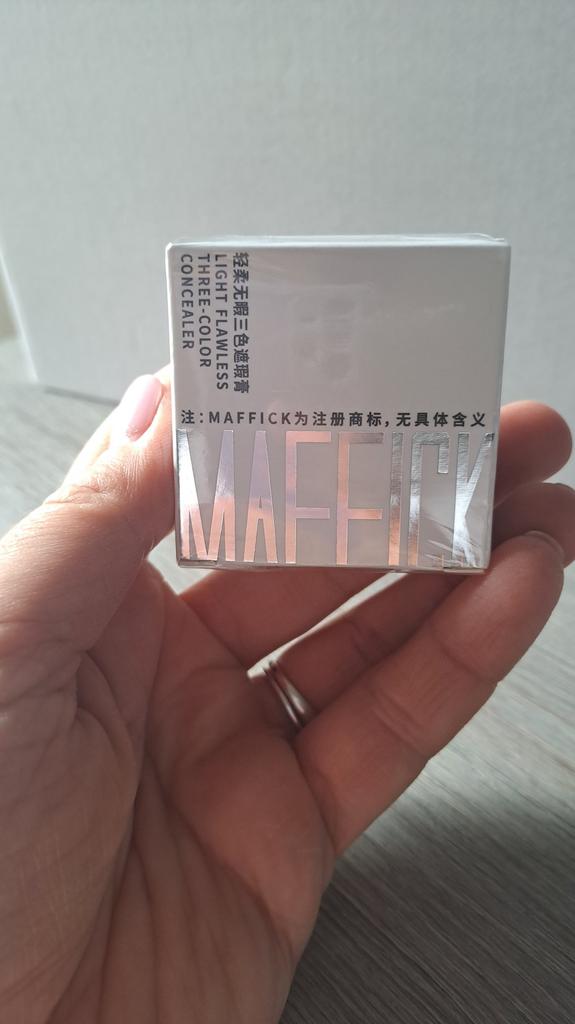 轻柔无暇三色遮瑕膏
LIGHT FLAWLESS
THREE-COLOR
CONCEALER
注:MAFFICK为注册商标,无具体含义
MAFFICK